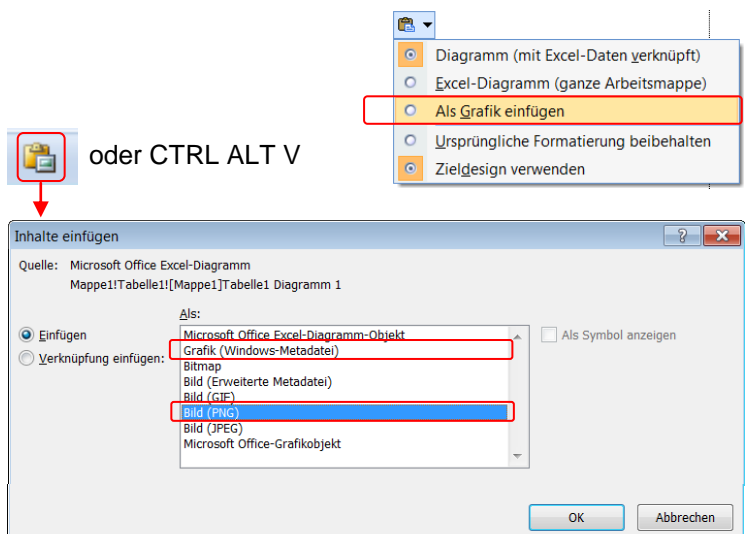 Diagramm (mit Excel-Daten verknüpft)
Excel-Diagramm (ganze Arbeitsmappe)
Als Grafik einfügen
Ursprüngliche Formatierung beibehalten
Zieldesign verwenden
oder CTRL ALT V
Inhalte einfügen
Quelle: Microsoft Office Excel-Diagramm
Mappe1!Tabelle1![Mappe1]Tabelle1 Diagramm 1
Als:
Einfügen
Verknüpfung einfügen:
Microsoft Office Excel-Diagramm-Objekt
Grafik (Windows-Metadatei)
Bitmap
Bild (Erweiterte Metadatei)
Bild (GIF)
Bild (PNG)
Bild (JPEG)
Microsoft Office-Grafikobjekt
Als Symbol anzeigen
OK Abbrechen